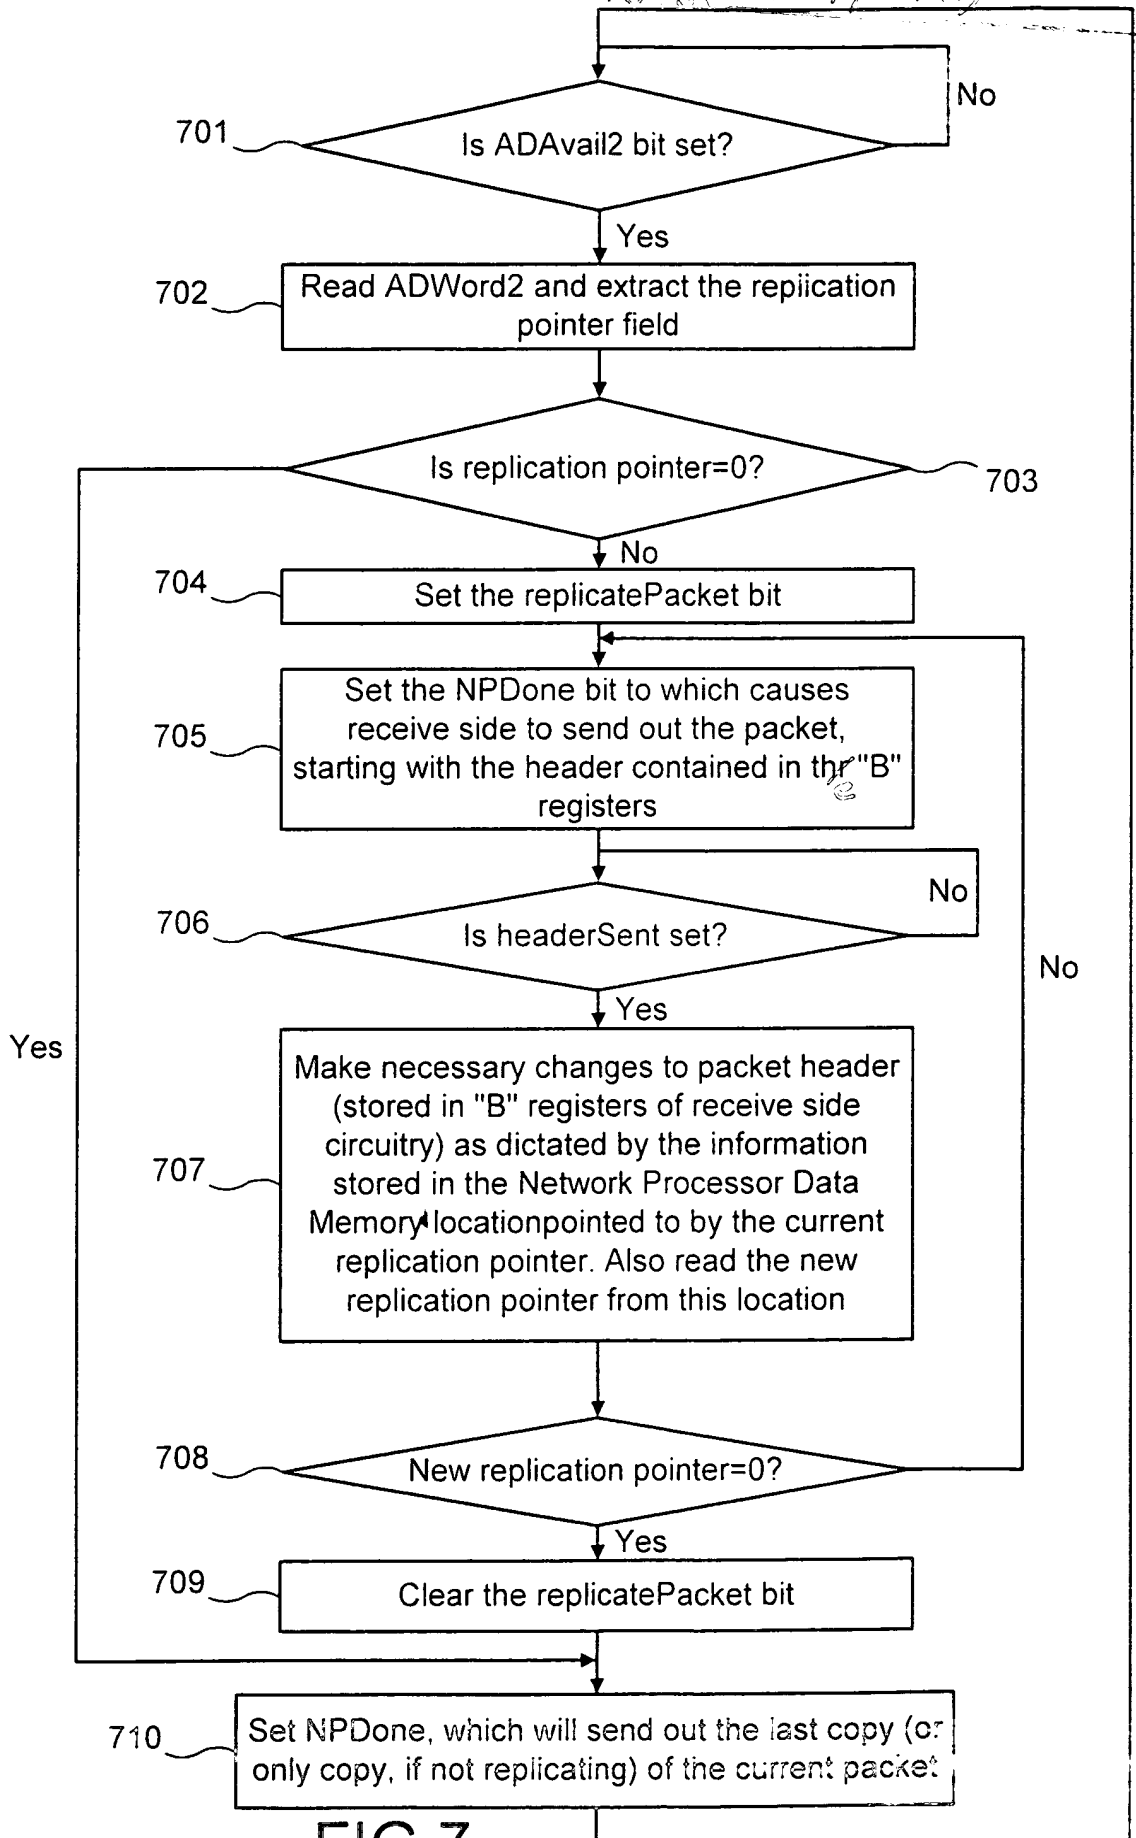 No
701
Is ADAvail2 bit set?
Yes
702
Read ADWord2 and extract the replication
pointer field
Is replication pointer=0?
703
No
704
Set the replicatePacket bit
705
Set the NPDone bit to which causes
receive side to send out the packet,
starting with the header contained in thr "B"
registers
No
706
Is headerSent set?
No
Yes
Yes
707
Make necessary changes to packet header
(stored in "B" registers of receive side
circuitry) as dictated by the information
stored in the Network Processor Data
Memory locationpointed to by the current
replication pointer. Also read the new
replication pointer from this location
708
New replication pointer=0?
Yes
709
Clear the replicatePacket bit
710
Set NPDone, which will send out the last copy (or
only copy, if not replicating) of the current packet
FIG 7